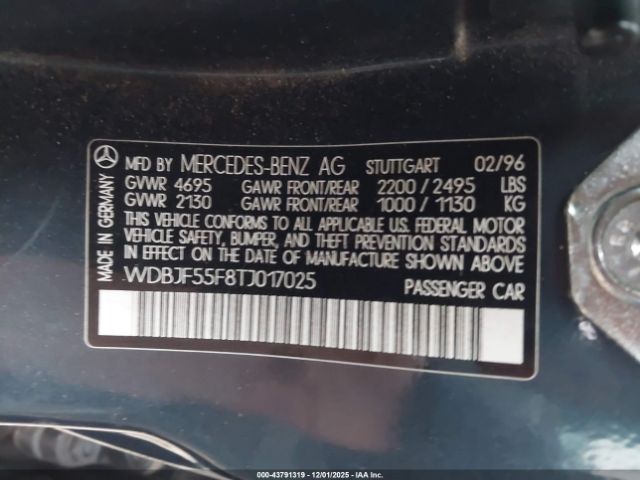 MADE IN GERMANY
MFD BY MERCEDES-BENZ AG STUTTGART 02/96
GVWR 4695 GAWR FRONT/REAR 2200 / 2495 LBS
GVWR 2130 GAWR FRONT/REAR 1000 / 1130 KG
THIS VEHICLE CONFORMS TO ALL APPLICABLE U.S. FEDERAL MOTOR
VEHICLE SAFETY, BUMPER, AND THEFT PREVENTION STANDARDS
IN EFFECT ON THE DATE OF MANUFACTURE SHOWN ABOVE.
WDBJF55F8TJ017025 PASSENGER CAR
000-43791319 - 12/01/2025 - IAA Inc.